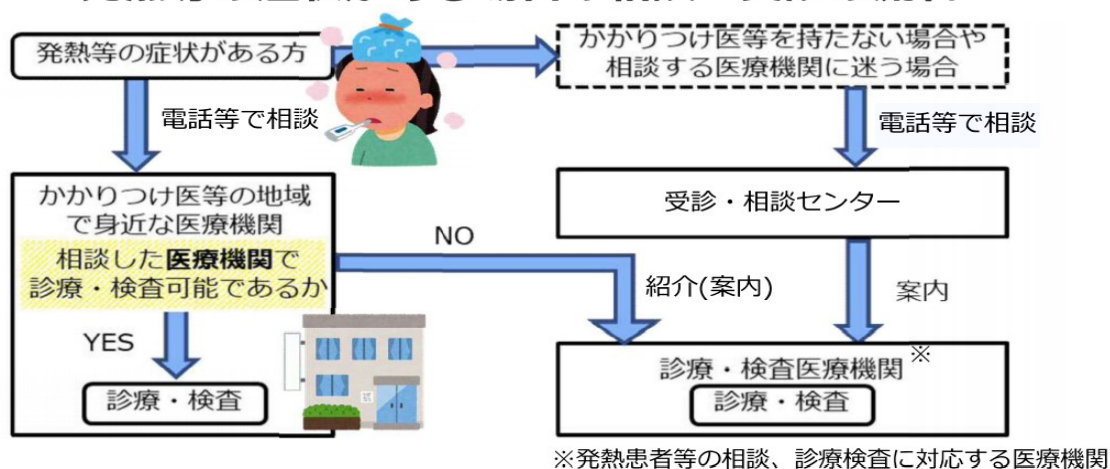 発熱等の症状がある方
かかりつけ医等を持たない場合や
相談する医療機関に迷う場合
電話等で相談
電話等で相談
かかりつけ医等の地域
で身近な医療機関
相談した医療機関で
診療・検査可能であるか
受診・相談センター
NO
紹介(案内)
案内
YES
診療・検査
診療・検査医療機関※
診療・検査
※発熱患者等の相談、診療検査に対応する医療機関